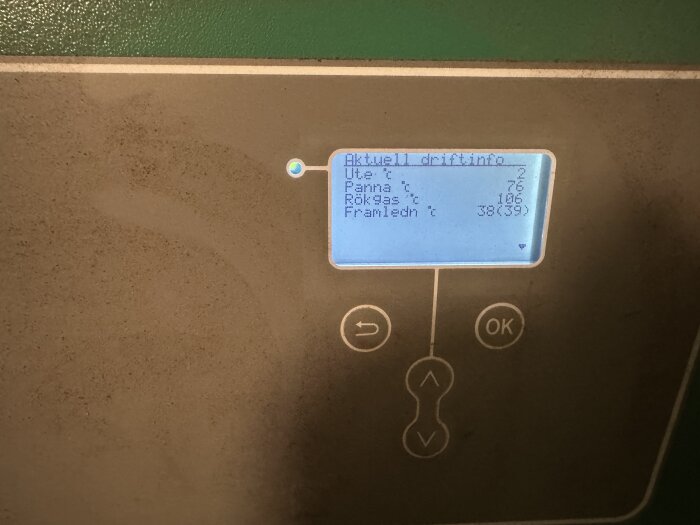 Aktuell driftinfo
Ute °c 2
Panna °c 76
Rökgas °c 106
Framledn °c 38(39)
OK